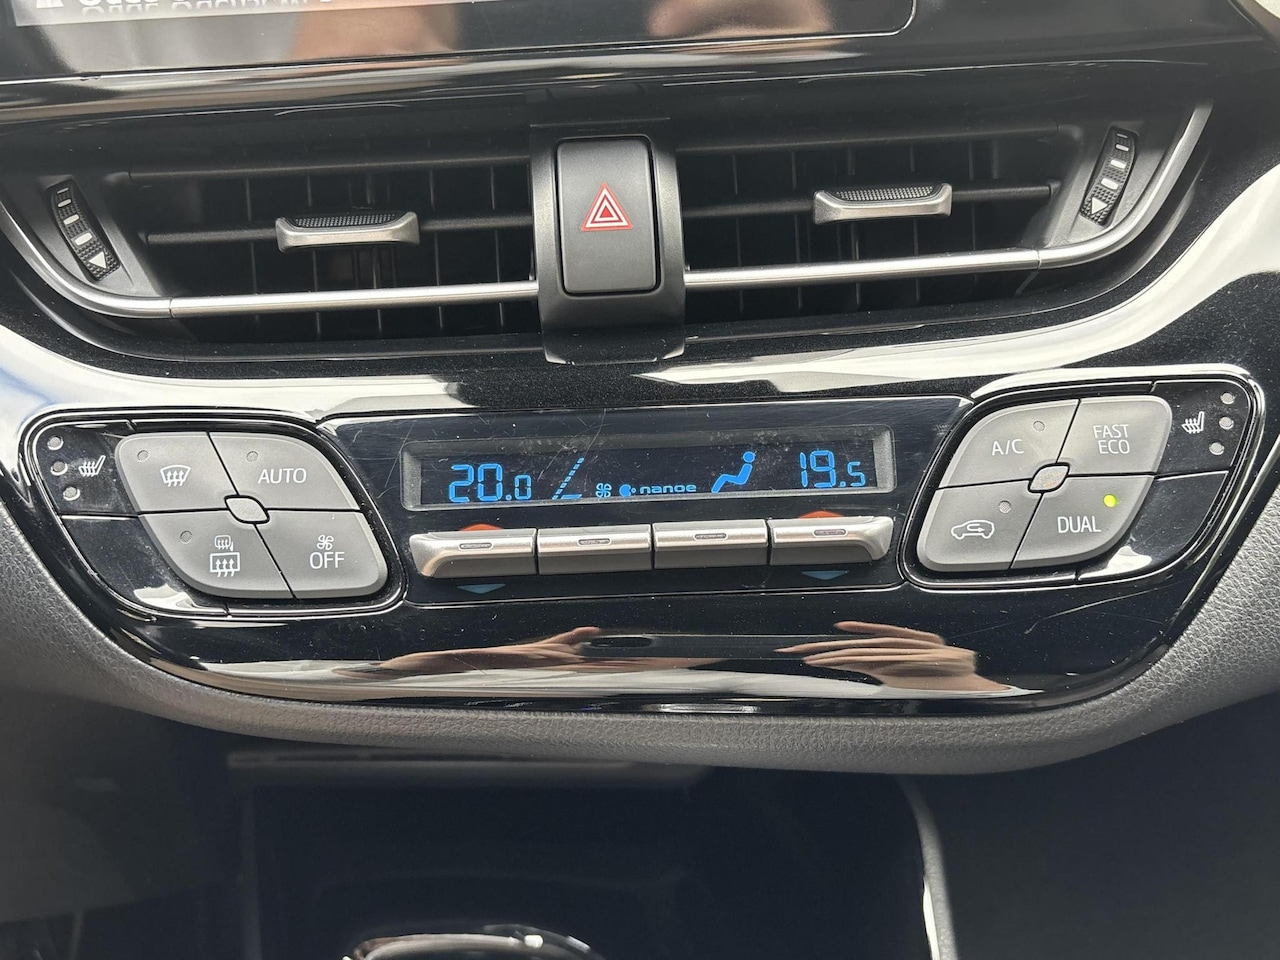 AUTO
OFF
20.0
nanoe
19.5
A/C
FAST
ECO
DUAL